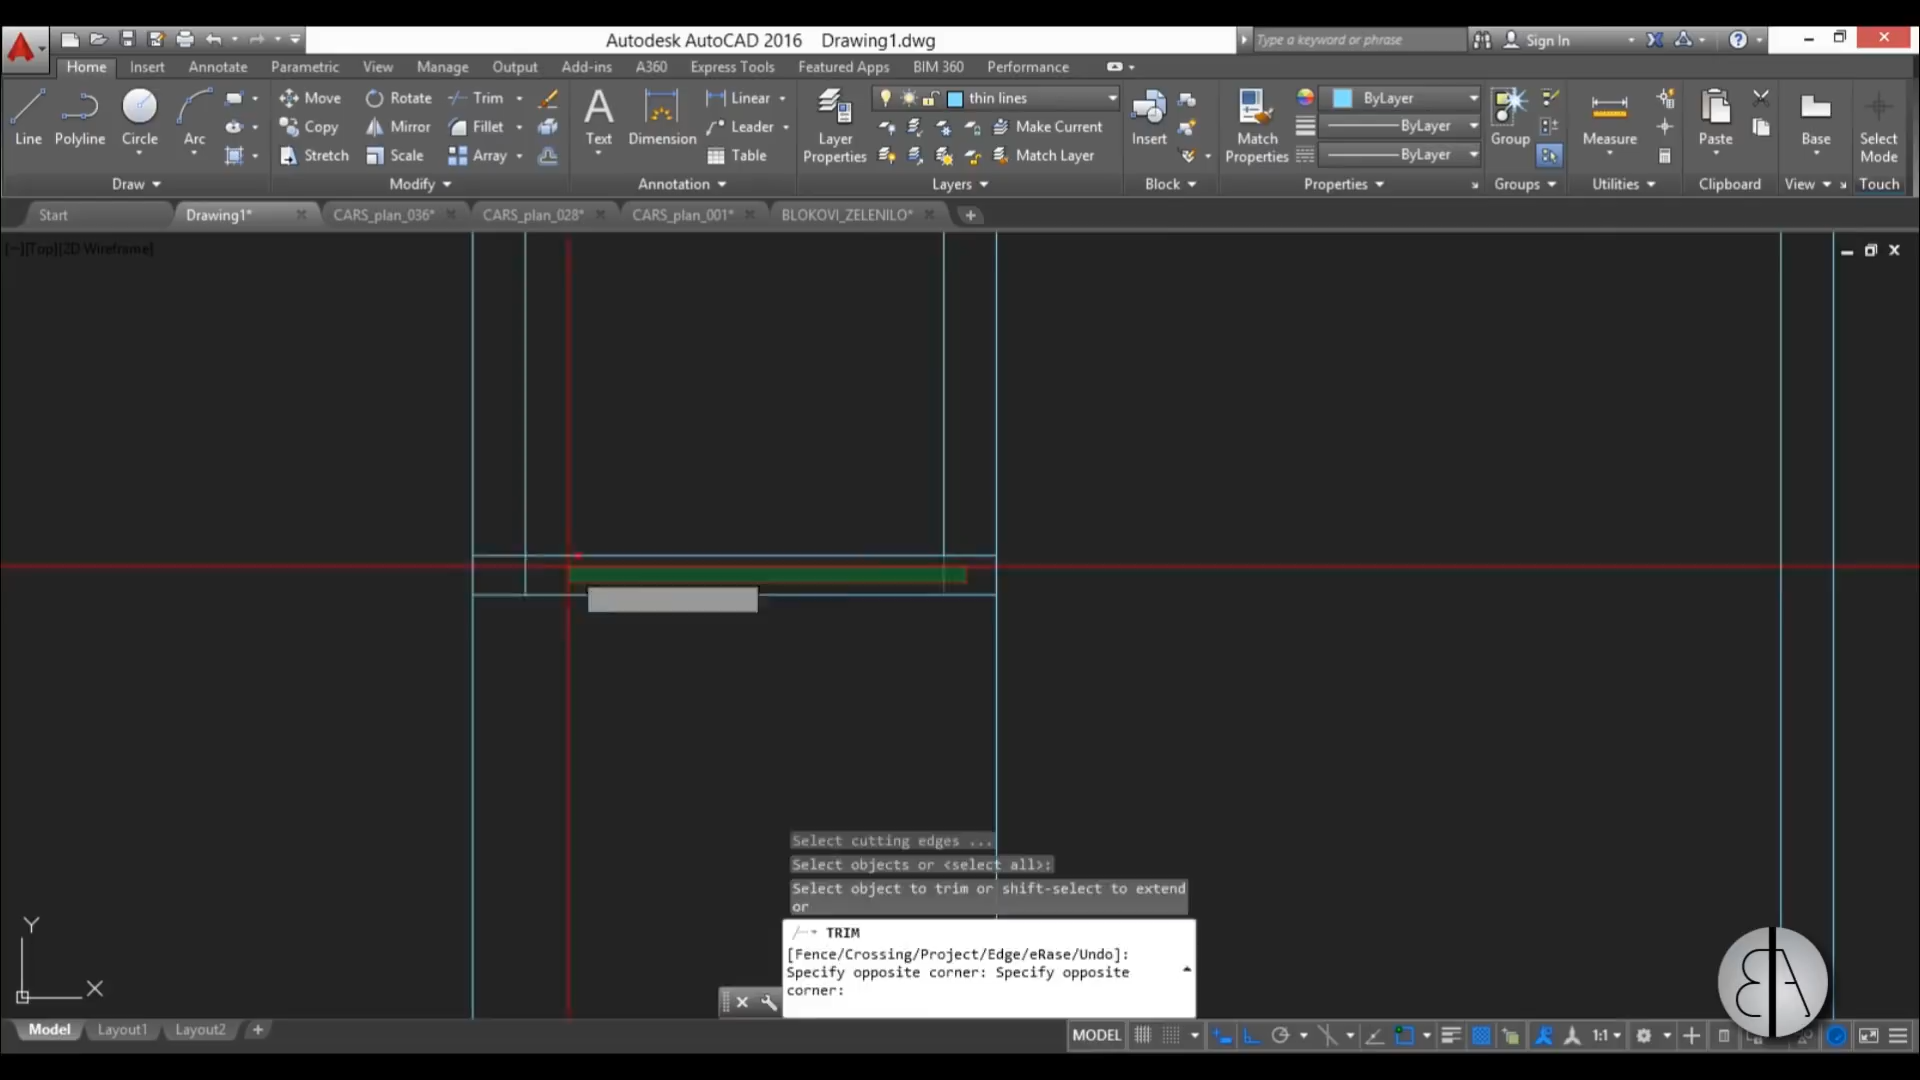 Autodesk AutoCAD 2016 Drawing1.dwg
Type a keyword or phrase
Sign In
Home Insert Annotate Parametric View Manage Output Add-ins A360 Express Tools Featured Apps BIM 360 Performance
Move Rotate Trim Linear thin lines ByLayer
Line Polyline Circle Arc Copy Mirror Fillet Text Dimension Leader Layer Properties Make Current Insert Match Properties ByLayer Group Measure Paste Base Select Mode
Stretch Scale Array Table Match Layer ByLayer
Draw Modify Annotation Layers Block Properties Groups Utilities Clipboard View Touch
Start Drawing1* CARS_plan_036* CARS_plan_028* CARS_plan_001* BLOKOVI_ZELENILO*
[−][Top][2D Wireframe]
Select cutting edges ...
Select objects or <select all>:
Select object to trim or shift-select to extend
or
TRIM
[Fence/Crossing/Project/Edge/eRase/Undo]:
Specify opposite corner: Specify opposite
corner:
Y
X
Model Layout1 Layout2
MODEL 1:1